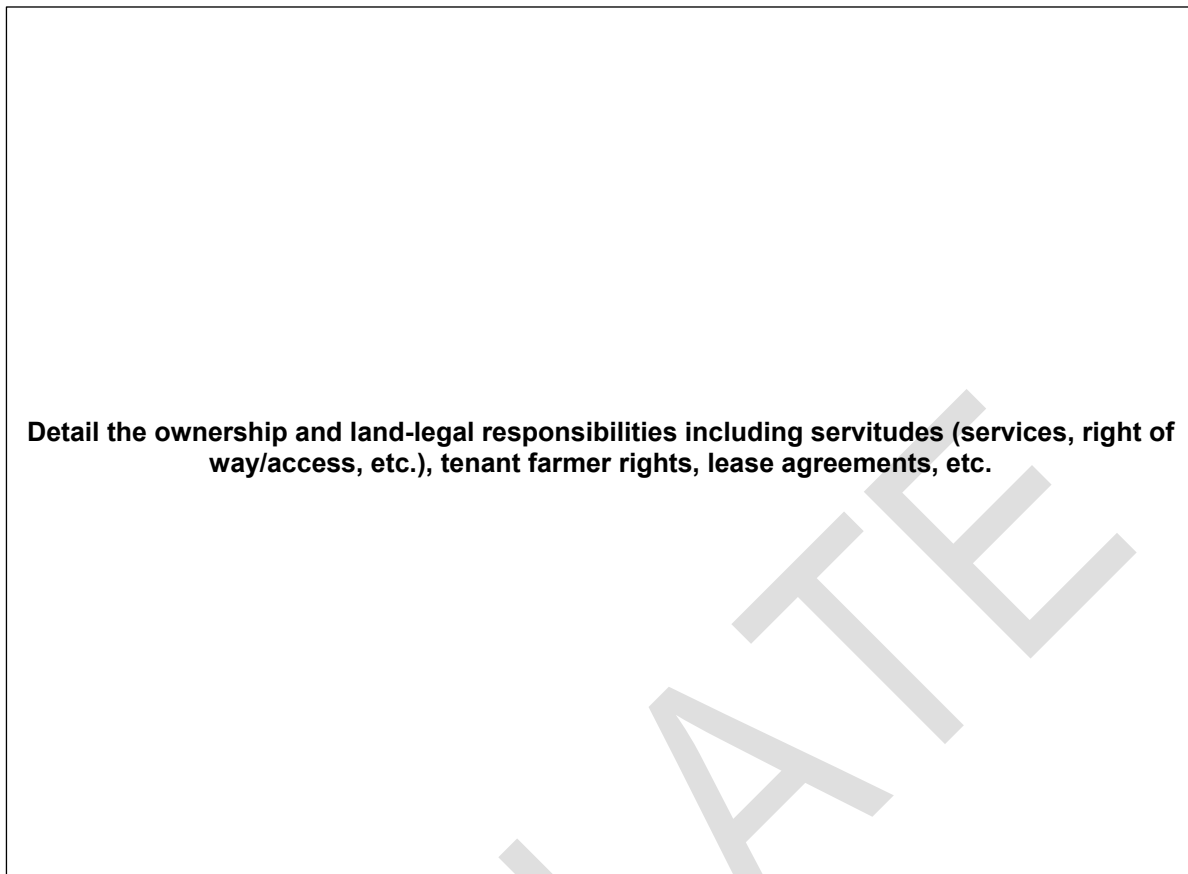 Detail the ownership and land-legal responsibilities including servitudes (services, right of
way/access, etc.), tenant farmer rights, lease agreements, etc.
LATE